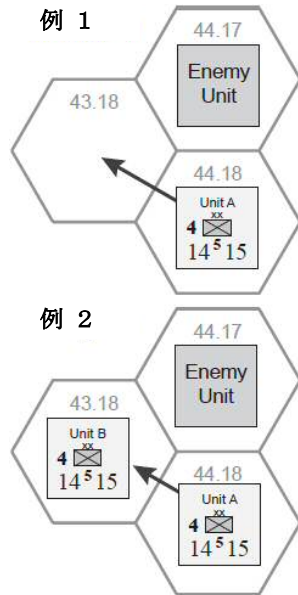 例 1
44.17
Enemy
Unit
43.18
44.18
Unit A
xx
4
14 5 15
例 2
44.17
Enemy
Unit
43.18
Unit B
xx
4
14 5 15
44.18
Unit A
xx
4
14 5 15